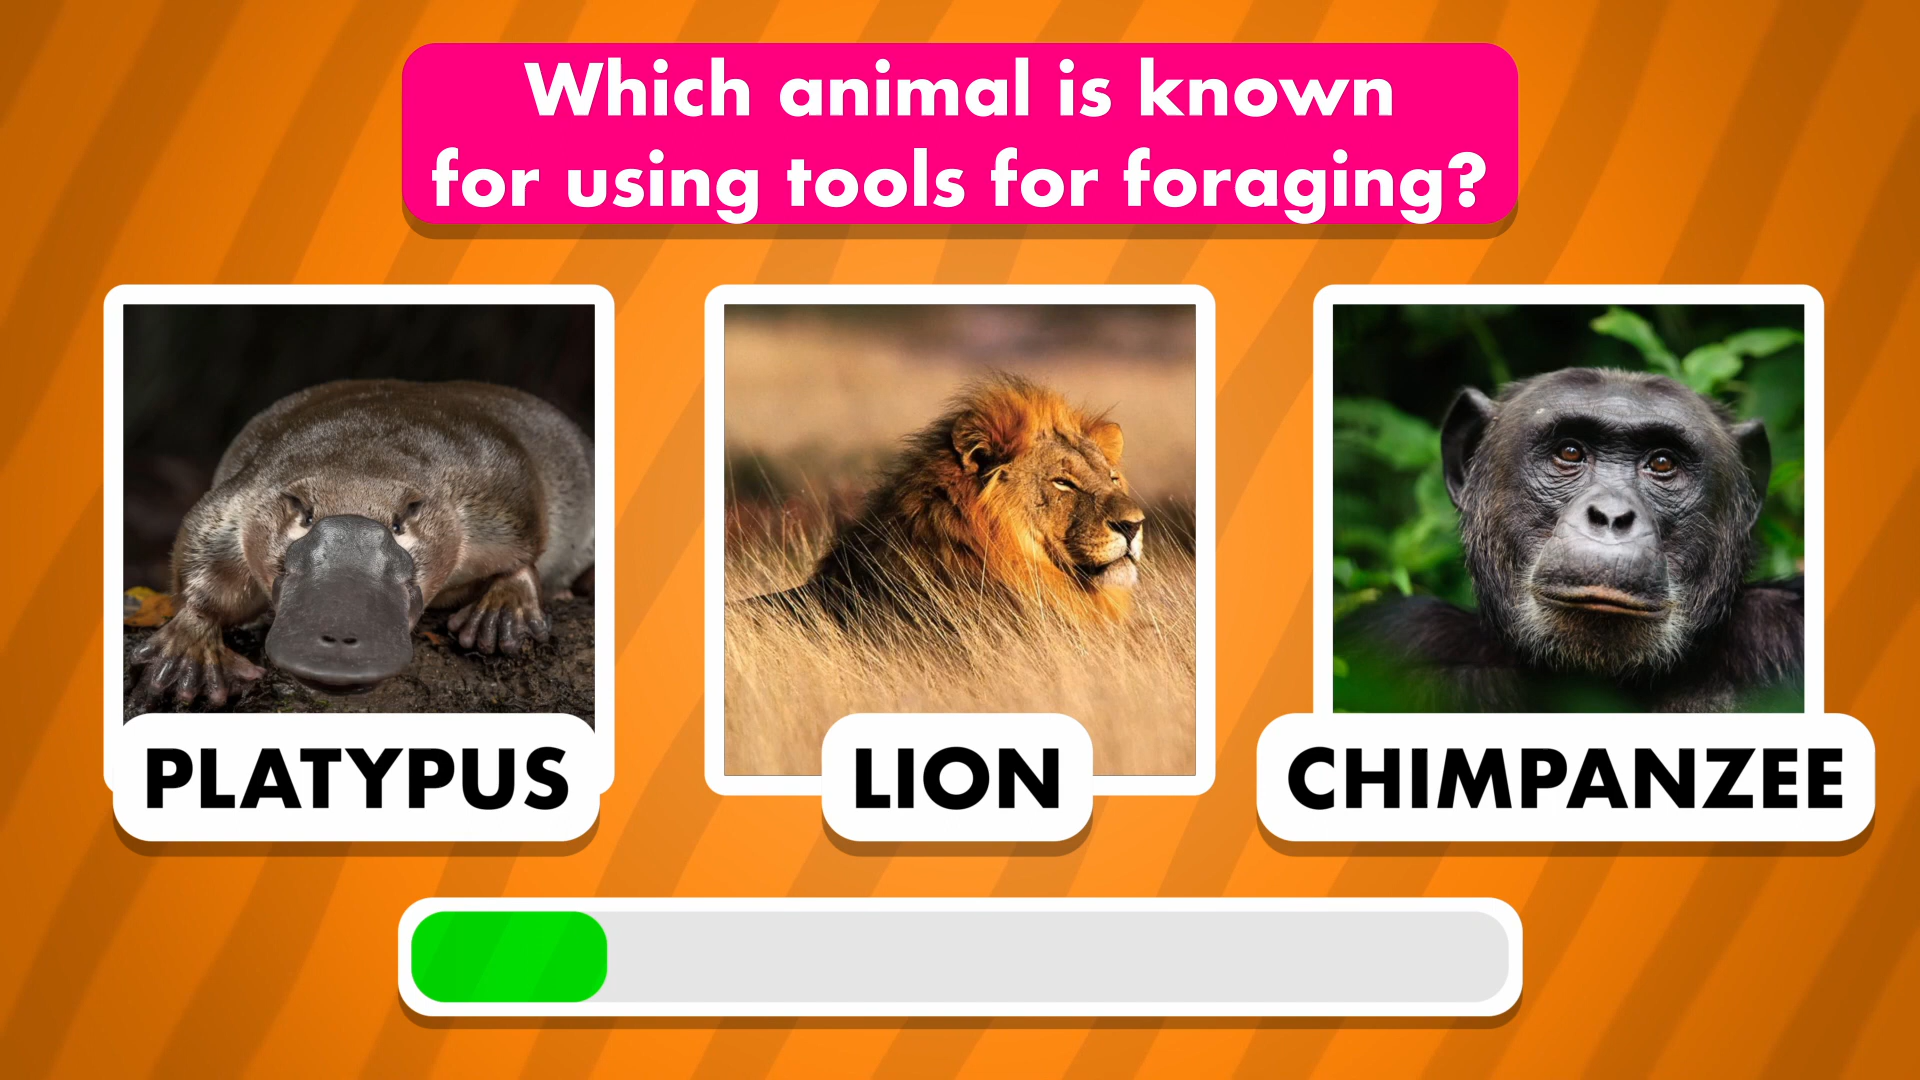 Which animal is known
for using tools for foraging?
PLATYPUS
LION
CHIMPANZEE